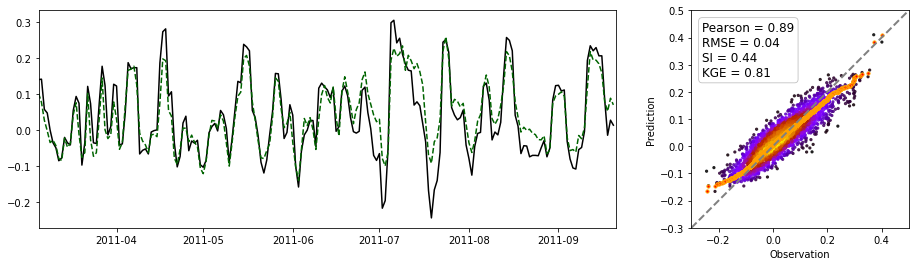 0.3
0.2
0.1
0.0
−0.1
−0.2
2011-04 2011-05 2011-06 2011-07 2011-08 2011-09
Prediction
0.5
0.4
0.3
0.2
0.1
0.0
−0.1
−0.2
−0.3
Pearson = 0.89
RMSE = 0.04
SI = 0.44
KGE = 0.81
−0.2 0.0 0.2 0.4
Observation